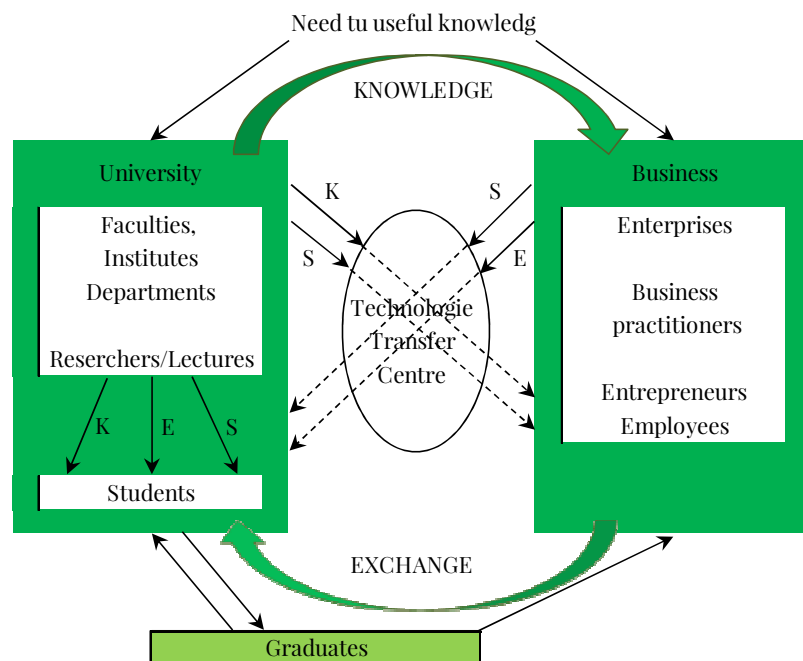 Need tu useful knowledg
KNOWLEDGE
University
Business
K
S
S
E
Faculties,
Institutes
Departments
Reserchers/Lectures
Enterprises
Business
practitioners
Entrepreneurs
Employees
Technologie
Transfer
Centre
K
E
S
Students
EXCHANGE
Graduates